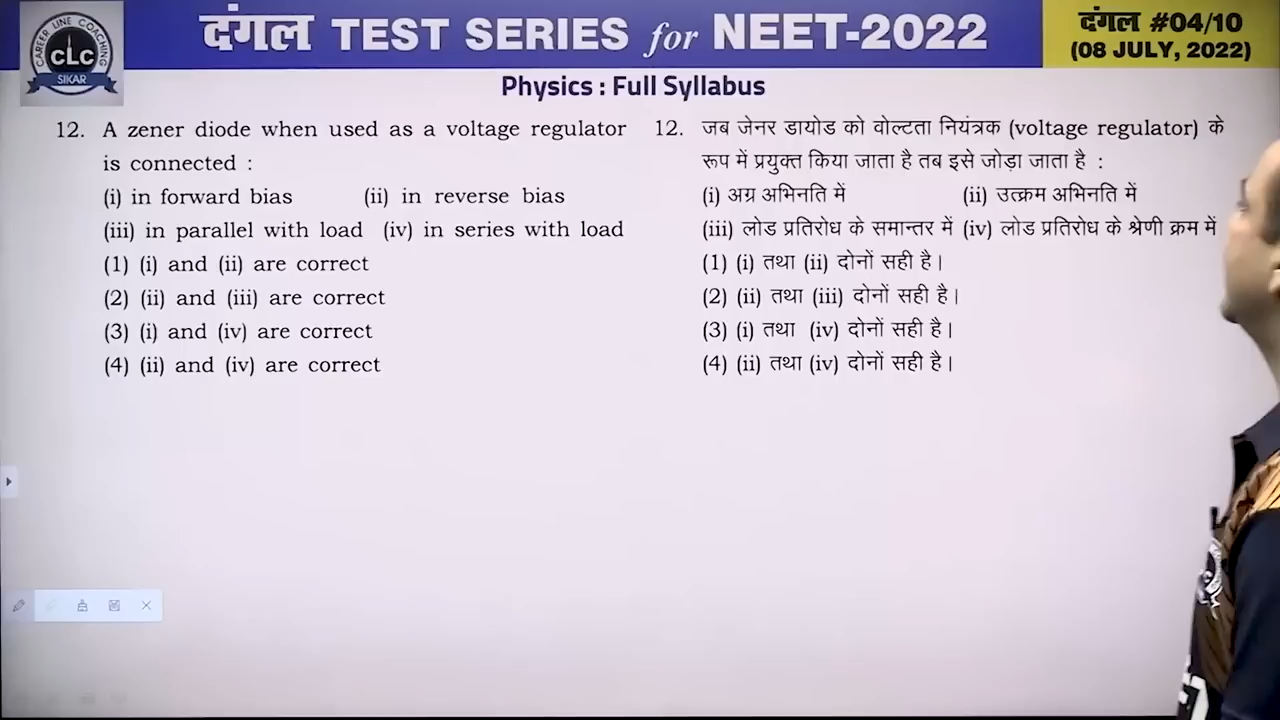 दंगल TEST SERIES for NEET-2022
दंगल #04/10
(08 JULY, 2022)
CAREER LINE COACHING
CLC
SIKAR
Physics : Full Syllabus
12. A zener diode when used as a voltage regulator
is connected :
(i) in forward bias (ii) in reverse bias
(iii) in parallel with load (iv) in series with load
(1) (i) and (ii) are correct
(2) (ii) and (iii) are correct
(3) (i) and (iv) are correct
(4) (ii) and (iv) are correct
12. जब जेनर डायोड को वोल्टता नियंत्रक (voltage regulator) के
रूप में प्रयुक्त किया जाता है तब इसे जोड़ा जाता है :
(i) अग्र अभिनति में (ii) उत्क्रम अभिनति में
(iii) लोड प्रतिरोध के समान्तर में (iv) लोड प्रतिरोध के श्रेणी क्रम में
(1) (i) तथा (ii) दोनों सही है।
(2) (ii) तथा (iii) दोनों सही है।
(3) (i) तथा (iv) दोनों सही है।
(4) (ii) तथा (iv) दोनों सही है।